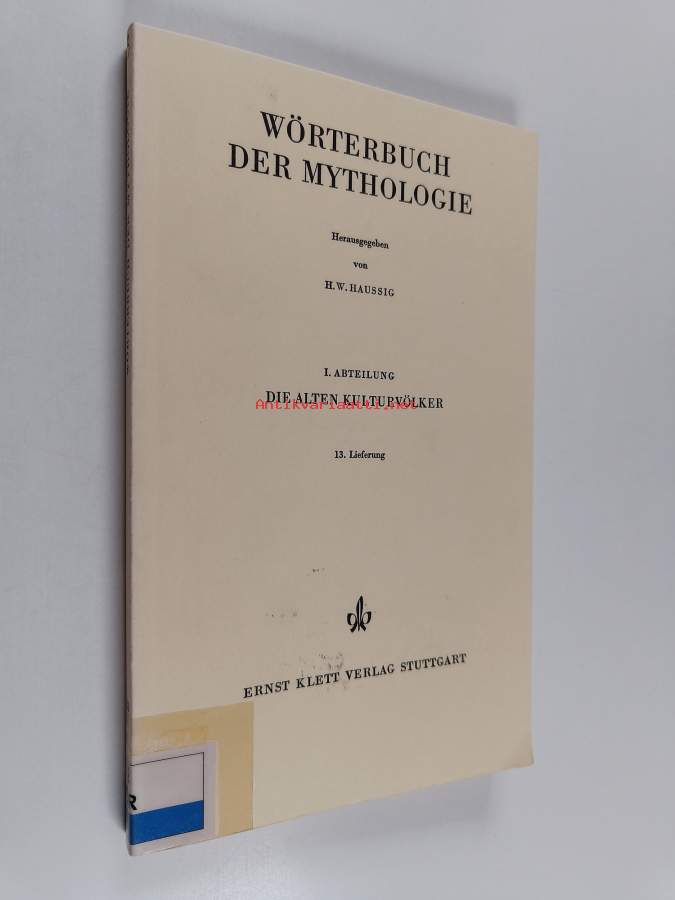 WÖRTERBUCH
DER MYTHOLOGIE
Herausgegeben
von
H.W. HAUSSIG
I. ABTEILUNG
DIE ALTEN KULTURVÖLKER
Antikvariaatti.net
13. Lieferung
ERNST KLETT VERLAG STUTTGART
R